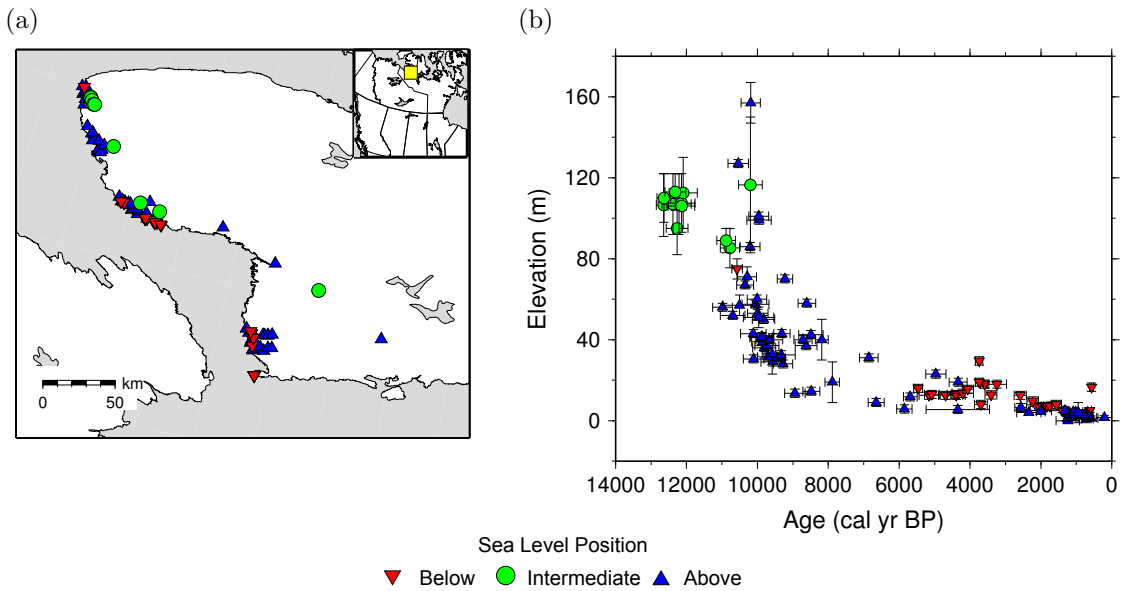 (a)
(b)
km
0 50
Elevation (m)
160
120
80
40
0
14000 12000 10000 8000 6000 4000 2000 0
Age (cal yr BP)
Sea Level Position
Below Intermediate Above